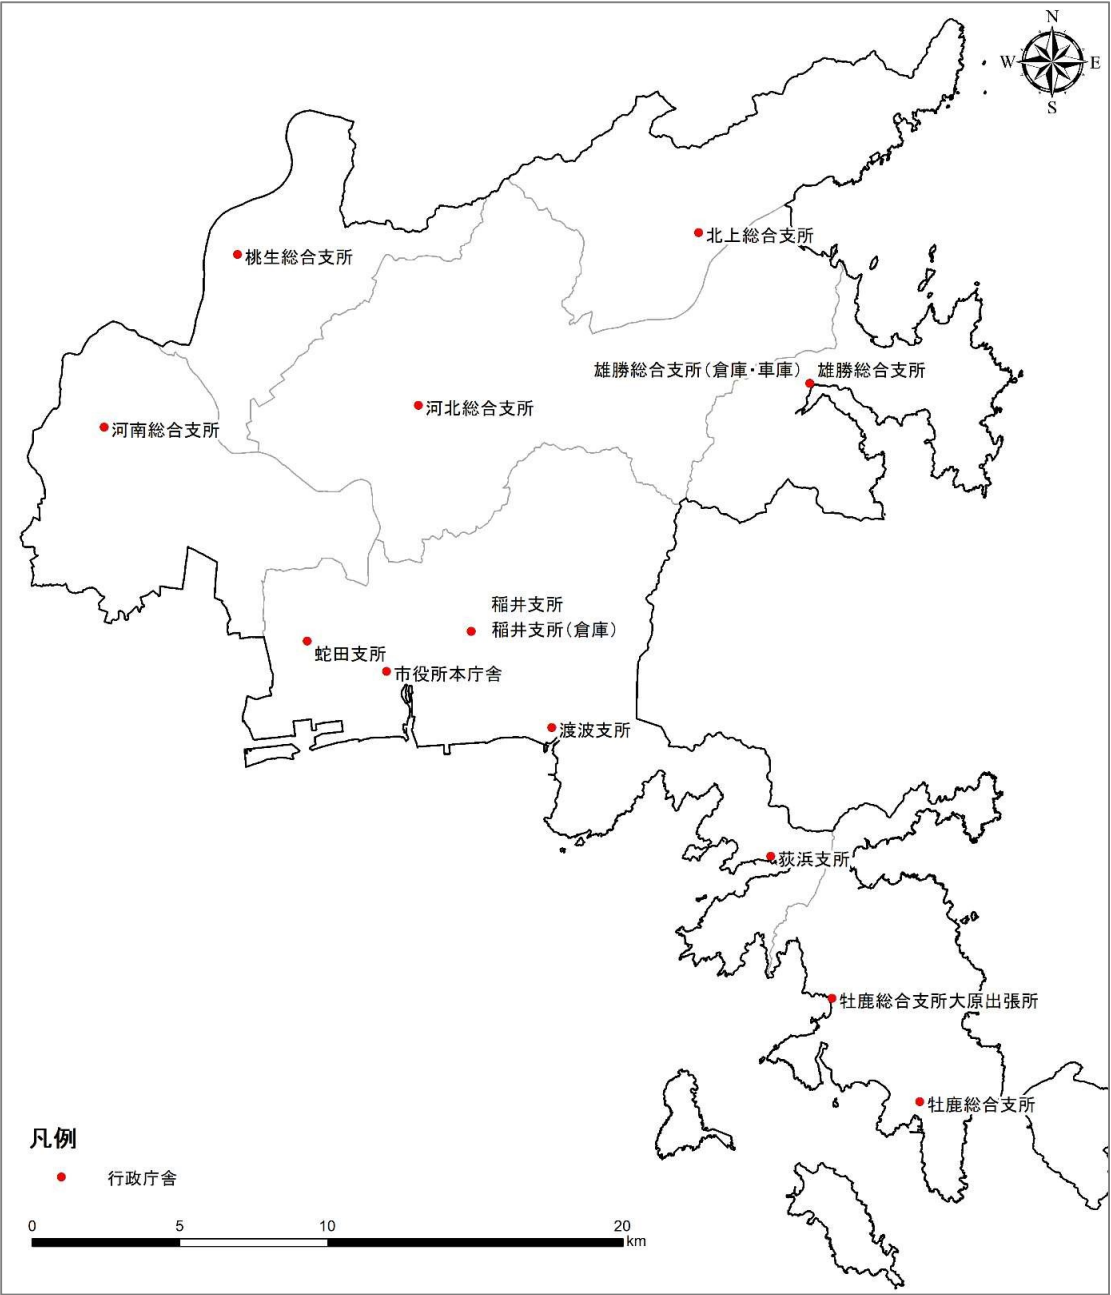 N
W
E
S
北上総合支所
桃生総合支所
雄勝総合支所(倉庫・車庫)
雄勝総合支所
河北総合支所
河南総合支所
稲井支所
稲井支所(倉庫)
蛇田支所
市役所本庁舎
渡波支所
荻浜支所
牡鹿総合支所大原出張所
牡鹿総合支所
凡例
行政庁舎
0 5 10 20
km